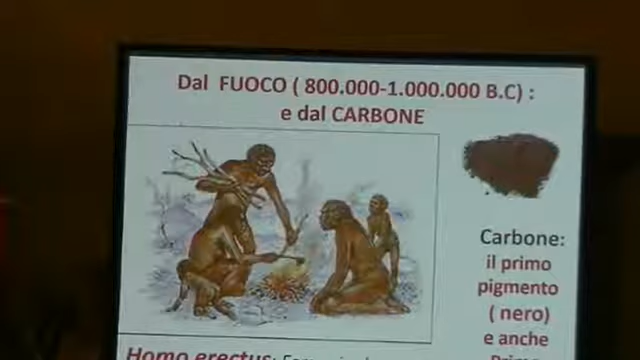 Dal FUOCO ( 800.000-1.000.000 B.C) :
e dal CARBONE
Carbone:
il primo
pigmento
( nero)
e anche
Homo erectus: